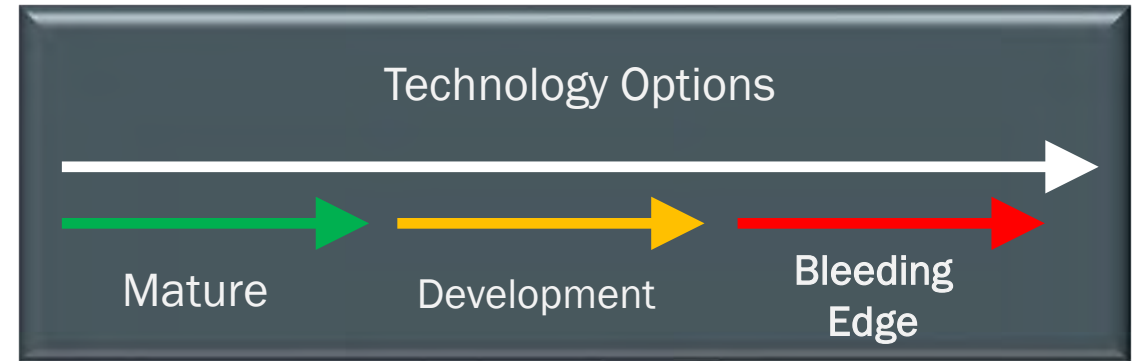 Technology Options
Mature
Development
Bleeding
Edge